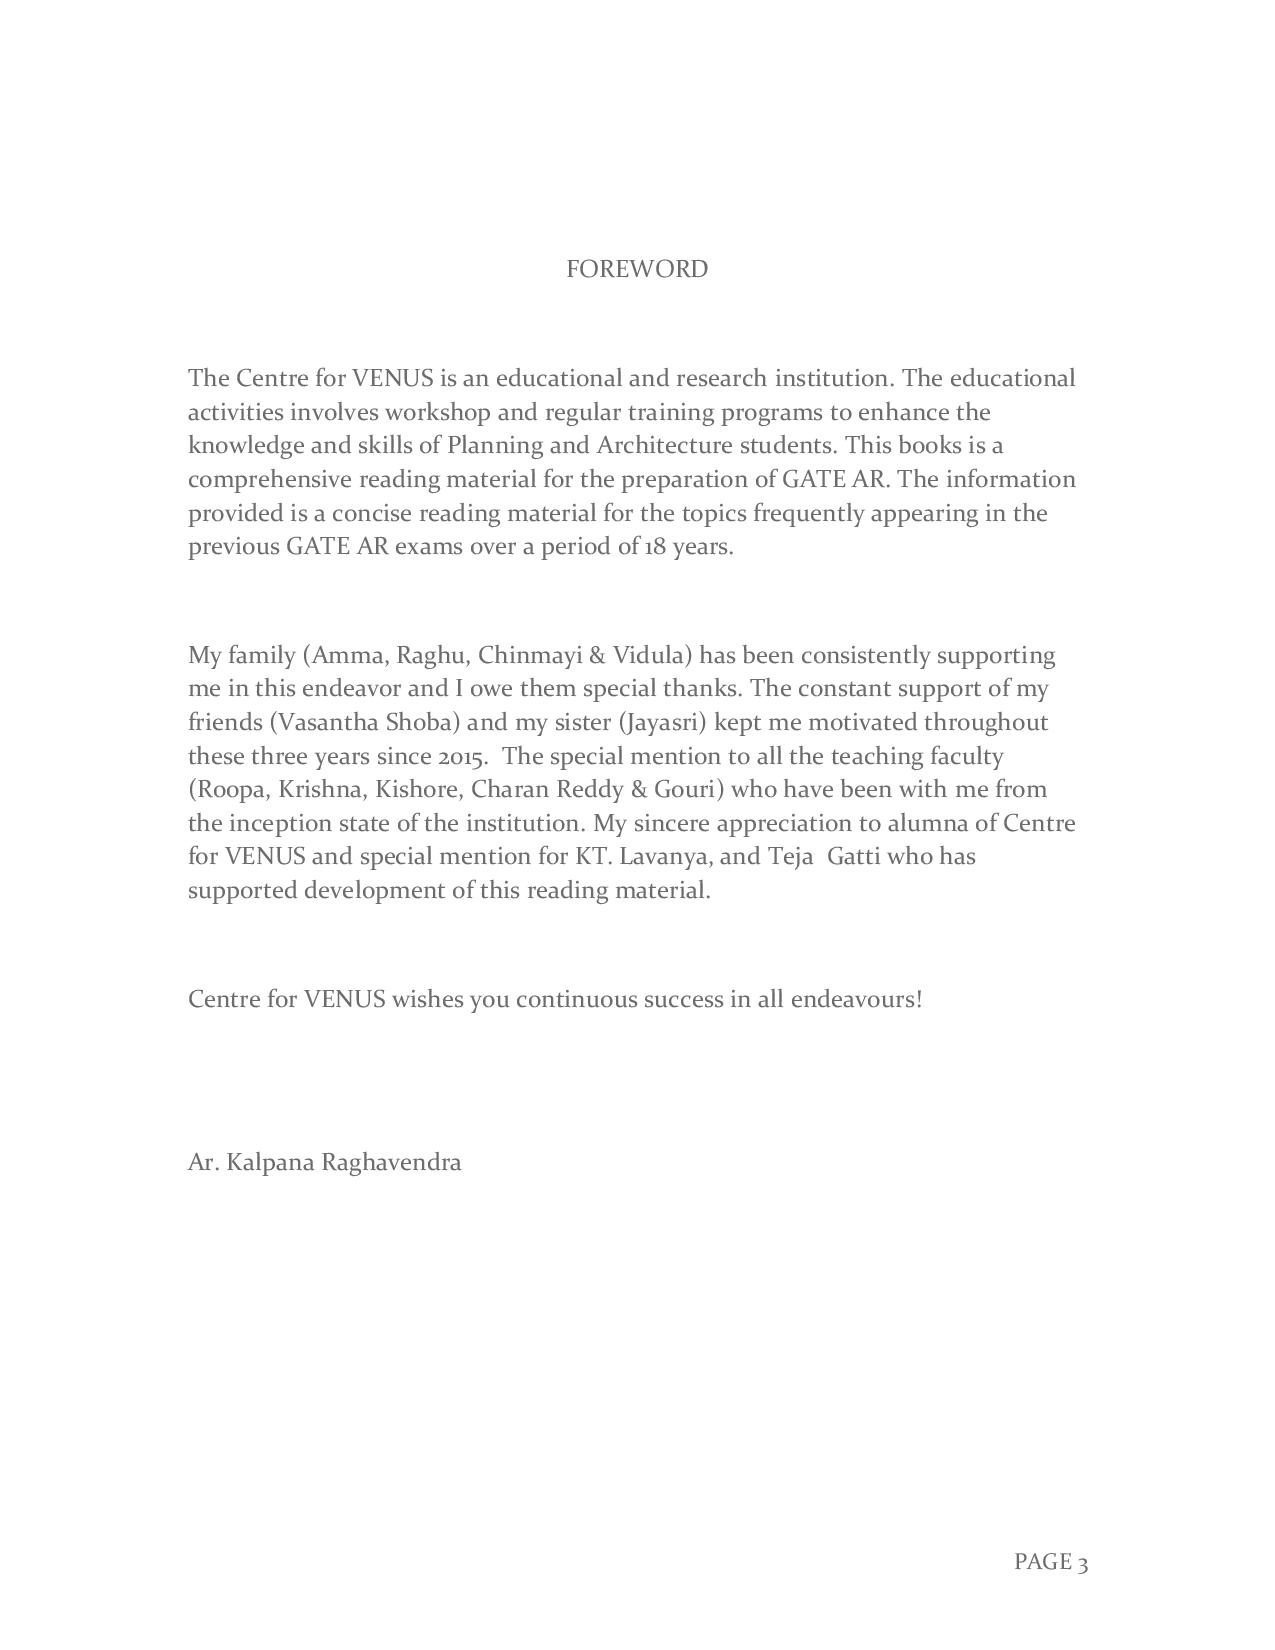 FOREWORD
The Centre for VENUS is an educational and research institution. The educational
activities involves workshop and regular training programs to enhance the
knowledge and skills of Planning and Architecture students. This books is a
comprehensive reading material for the preparation of GATE AR. The information
provided is a concise reading material for the topics frequently appearing in the
previous GATE AR exams over a period of 18 years.
My family (Amma, Raghu, Chinmayi & Vidula) has been consistently supporting
me in this endeavor and I owe them special thanks. The constant support of my
friends (Vasantha Shoba) and my sister (Jayasri) kept me motivated throughout
these three years since 2015.  The special mention to all the teaching faculty
(Roopa, Krishna, Kishore, Charan Reddy & Gouri) who have been with me from
the inception state of the institution. My sincere appreciation to alumna of Centre
for VENUS and special mention for KT. Lavanya, and Teja  Gatti who has
supported development of this reading material.
Centre for VENUS wishes you continuous success in all endeavours!
Ar. Kalpana Raghavendra
PAGE 3